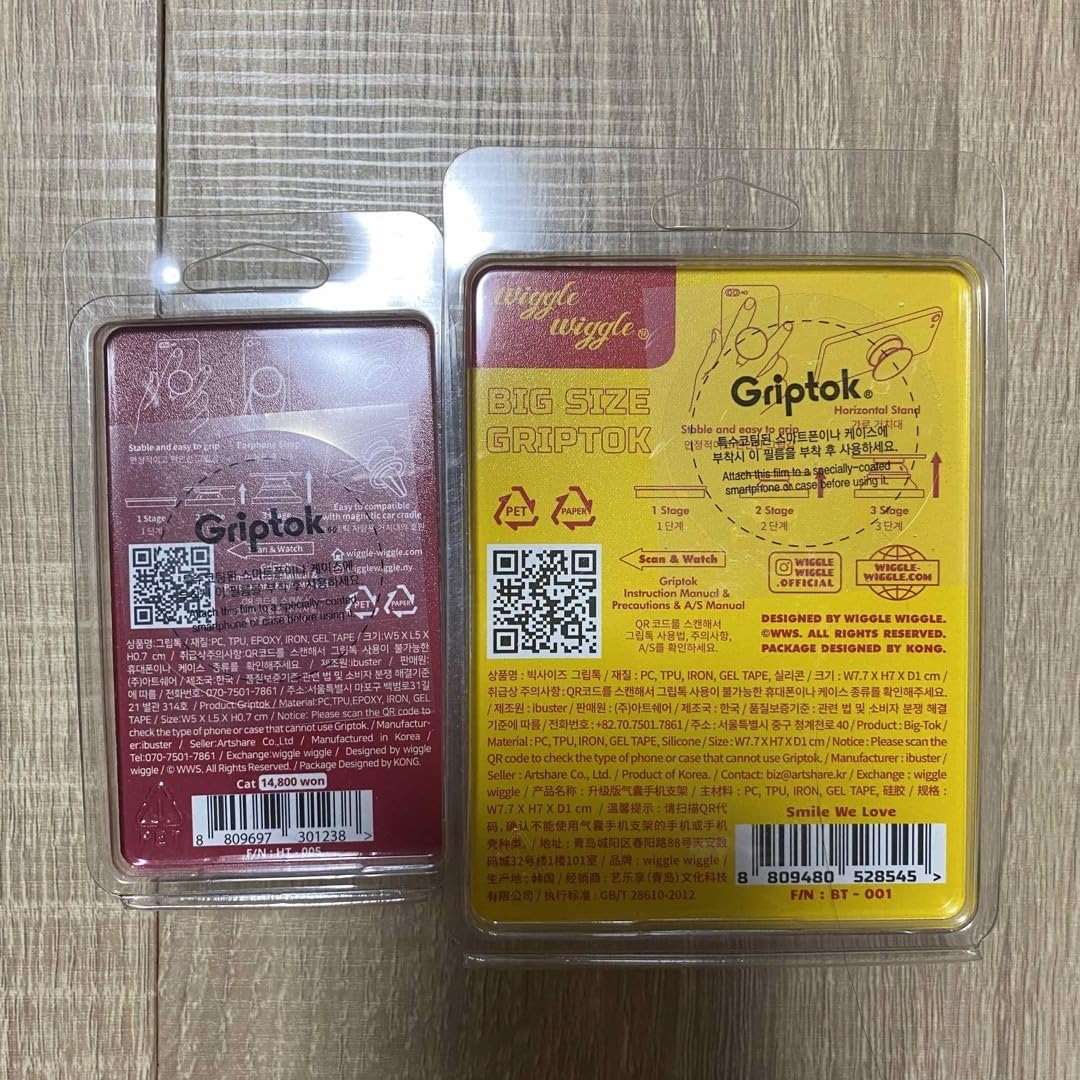 Stable and easy to grip
1 Stage
1 단계
Easy to compatible
with magnetic car cradle
Griptok
Scan & Watch
wiggle-wiggle.com
wigglew.ggle.ny
smartphone or case before using it.
PET
PAPER
상품명:그립톡 / 재질:PC, TPU, EPOXY, IRON, GEL TAPE / 크기:W5 X L5 X
H0.7 cm / 취급상주의사항:QR코드를 스캔해서 그립톡 사용이 불가능한
휴대폰이나 케이스 종류를 확인해주세요. / 제조원:ibuster / 판매원:
(주)아트쉐어 / 제조국:한국 / 품질보증기준:관련 법 및 소비자 분쟁 해결기준
에 따름 / 전화번호: 070-7501-7861 / 주소:서울특별시 마포구 백범로31길
21 별관 314호 / Product:Griptok / Material:PC,TPU,EPOXY, IRON, GEL
TAPE / Size:W5 X L5 X H0.7 cm / Notice: Please scan the QR code to
check the type of phone or case that cannot use Griptok. / Manufactur-
er:ibuster / Seller:Artshare Co.,Ltd / Manufactured in Korea /
Tel:070-7501-7861 / Exchange:wiggle wiggle / Designed by wiggle
wiggle / © WWS. All Rights Reserved. / Package Designed by KONG.
Cat 14,800 won
8 809697 301238 >
F/N : HT - 005
wiggle
wiggle®
BIG SIZE
GRIPTOK
Griptok®
Horizontal Stand
가로 거치대
Stable and easy to grip
특수코팅된 스마트폰이나 케이스에
부착시 이 필름을 부착 후 사용하세요.
Attach this film to a specially-coated
smartphone or case before using it.
PET
PAPER
1 Stage
1 단계
2 Stage
2 단계
3 Stage
3 단계
Scan & Watch
Griptok
Instruction Manual &
Precautions & A/S Manual
QR 코드를 스캔해서
그립톡 사용법, 주의사항,
A/S를 확인하세요.
WIGGLE
WIGGLE
.OFFICIAL
WIGGLE-
WIGGLE.COM
DESIGNED BY WIGGLE WIGGLE.
©WWS. ALL RIGHTS RESERVED.
PACKAGE DESIGNED BY KONG.
상품명 : 빅사이즈 그립톡 / 재질 : PC, TPU, IRON, GEL TAPE, 실리콘 / 크기 : W7.7 X H7 X D1 cm /
취급상 주의사항 : QR코드를 스캔해서 그립톡 사용이 불가능한 휴대폰이나 케이스 종류를 확인해주세요.
/ 제조원 : ibuster / 판매원 : (주)아트쉐어 / 제조국 : 한국 / 품질보증기준 : 관련 법 및 소비자 분쟁 해결
기준에 따름 / 전화번호 : +82.70.7501.7861 / 주소 : 서울특별시 중구 청계천로 40 / Product : Big-Tok /
Material : PC, TPU, IRON, GEL TAPE, Silicone / Size : W7.7 X H7 X D1 cm / Notice : Please scan the
QR code to check the type of phone or case that cannot use Griptok. / Manufacturer : ibuster /
Seller : Artshare Co., Ltd. / Product of Korea. / Contact: biz@artshare.kr / Exchange : wiggle
wiggle / 产品名称 : 升级版气囊手机支架 / 主材料 : PC, TPU, IRON, GEL TAPE, 硅胶 / 规格 :
W7.7 X H7 X D1 cm / 温馨提示 : 请扫描QR代
码, 确认不能使用气囊手机支架的手机或手机
壳种类。 / 地址 : 青岛城阳区春阳路88号天安数
码城32号楼1楼101室 / 品牌 : wiggle wiggle /
生产地 : 韩国 / 经销商 : 艺乐享(青岛)文化科技
有限公司 / 执行标准 : GB/T 28610-2012
Smile We Love
8 809480 528545 >
F/N : BT - 001